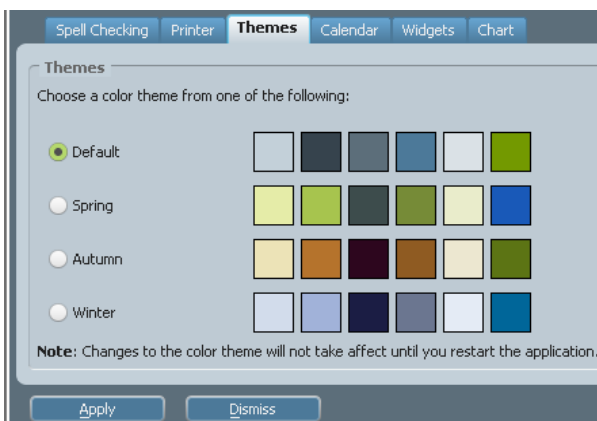 Spell Checking Printer Themes Calendar Widgets Chart
Themes
Choose a color theme from one of the following:
Default
Spring
Autumn
Winter
Note: Changes to the color theme will not take affect until you restart the application.
Apply Dismiss